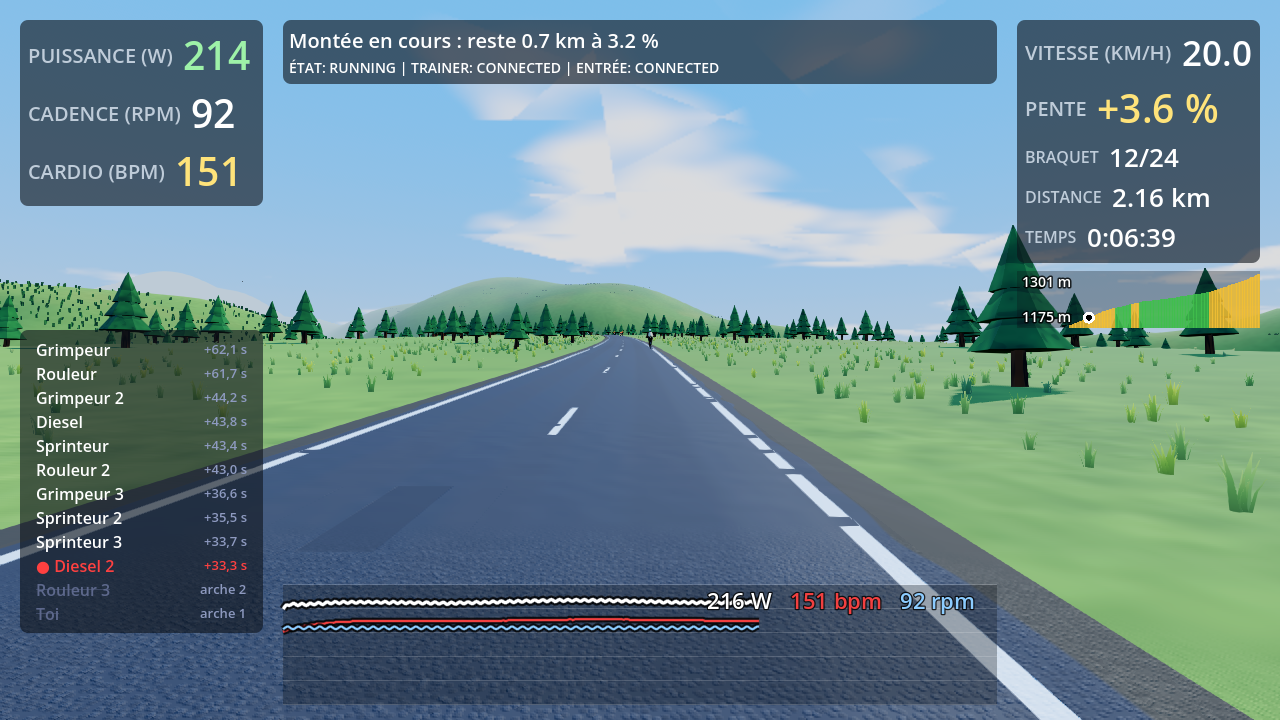 PUISSANCE (W) 214
CADENCE (RPM) 92
CARDIO (BPM) 151
Montée en cours : reste 0.7 km à 3.2 %
ÉTAT: RUNNING | TRAINER: CONNECTED | ENTRÉE: CONNECTED
VITESSE (KM/H) 20.0
PENTE +3.6 %
BRAQUET 12/24
DISTANCE 2.16 km
TEMPS 0:06:39
1301 m
1175 m
Grimpeur +62,1 s
Rouleur +61,7 s
Grimpeur 2 +44,2 s
Diesel +43,8 s
Sprinteur +43,4 s
Rouleur 2 +43,0 s
Grimpeur 3 +36,6 s
Sprinteur 2 +35,5 s
Sprinteur 3 +33,7 s
Diesel 2 +33,3 s
Rouleur 3 arche 2
Toi arche 1
216 W 151 bpm 92 rpm